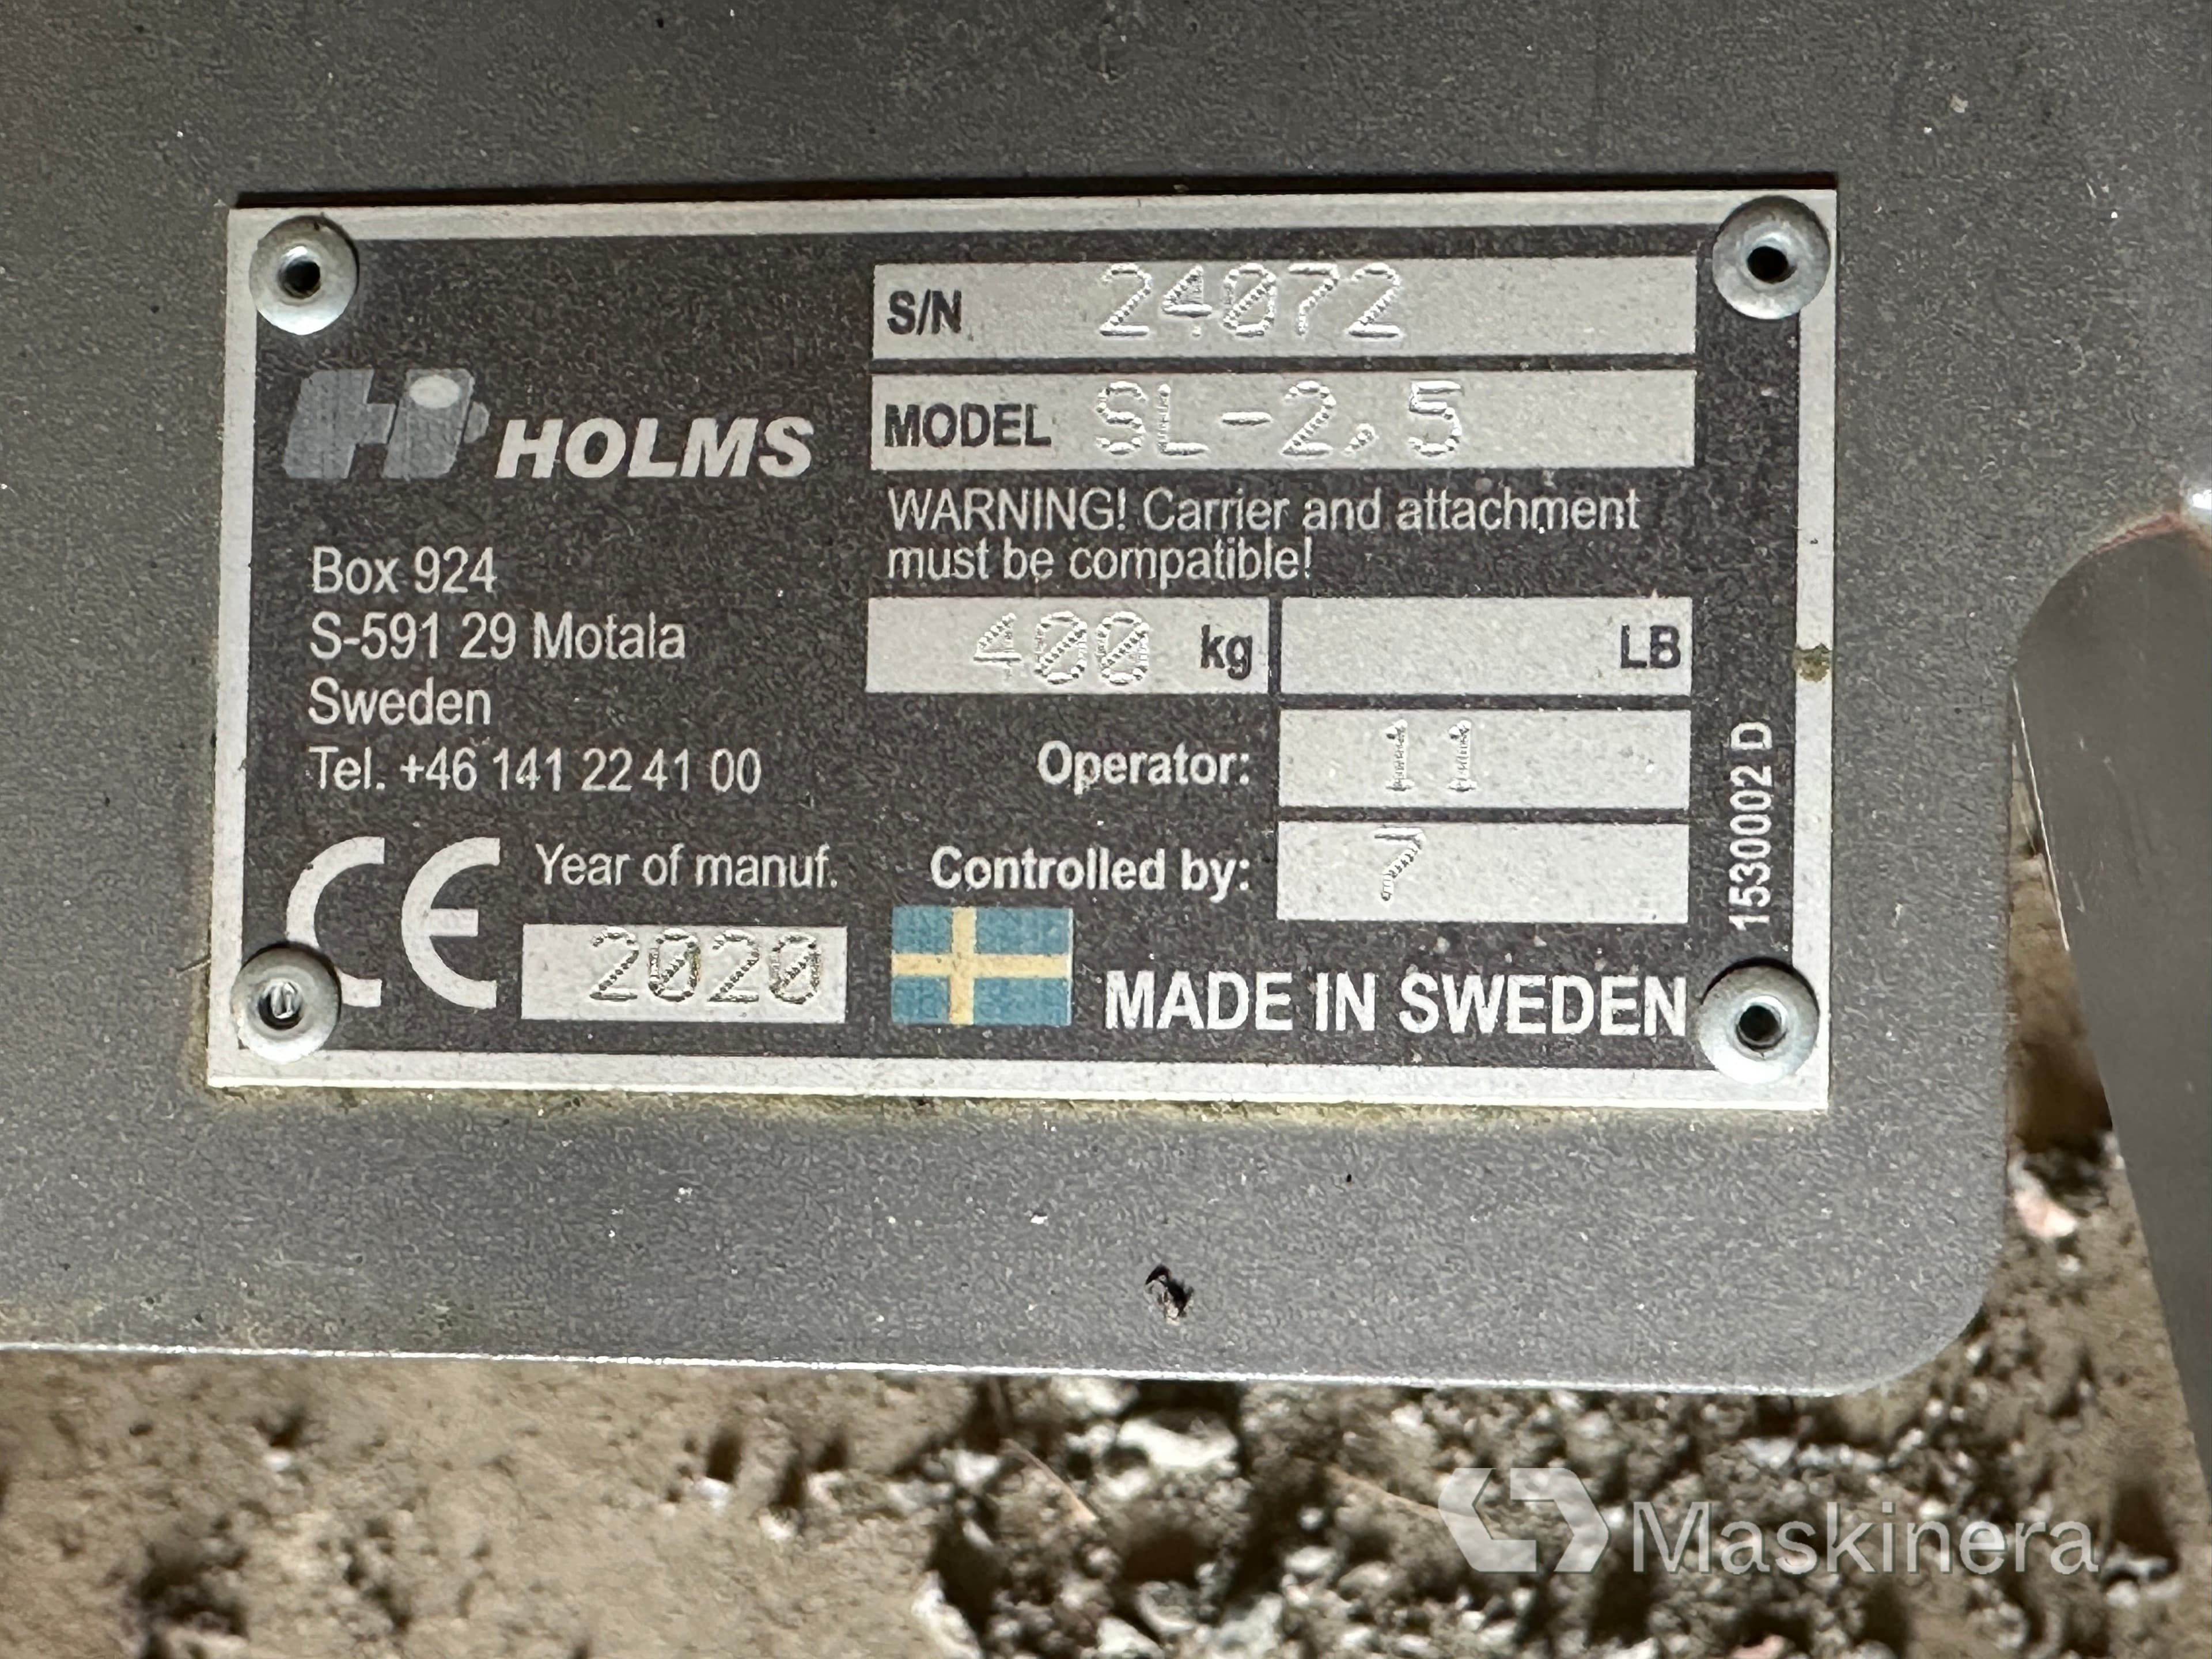 HOLMS
Box 924
S-591 29 Motala
Sweden
Tel. +46 141 22 41 00
CE
Year of manuf.
2020
S/N 24072
MODEL SL-2,5
WARNING! Carrier and attachment
must be compatible!
400 kg LB
Operator: 11
Controlled by: 7
MADE IN SWEDEN
1530002 D
Maskinera